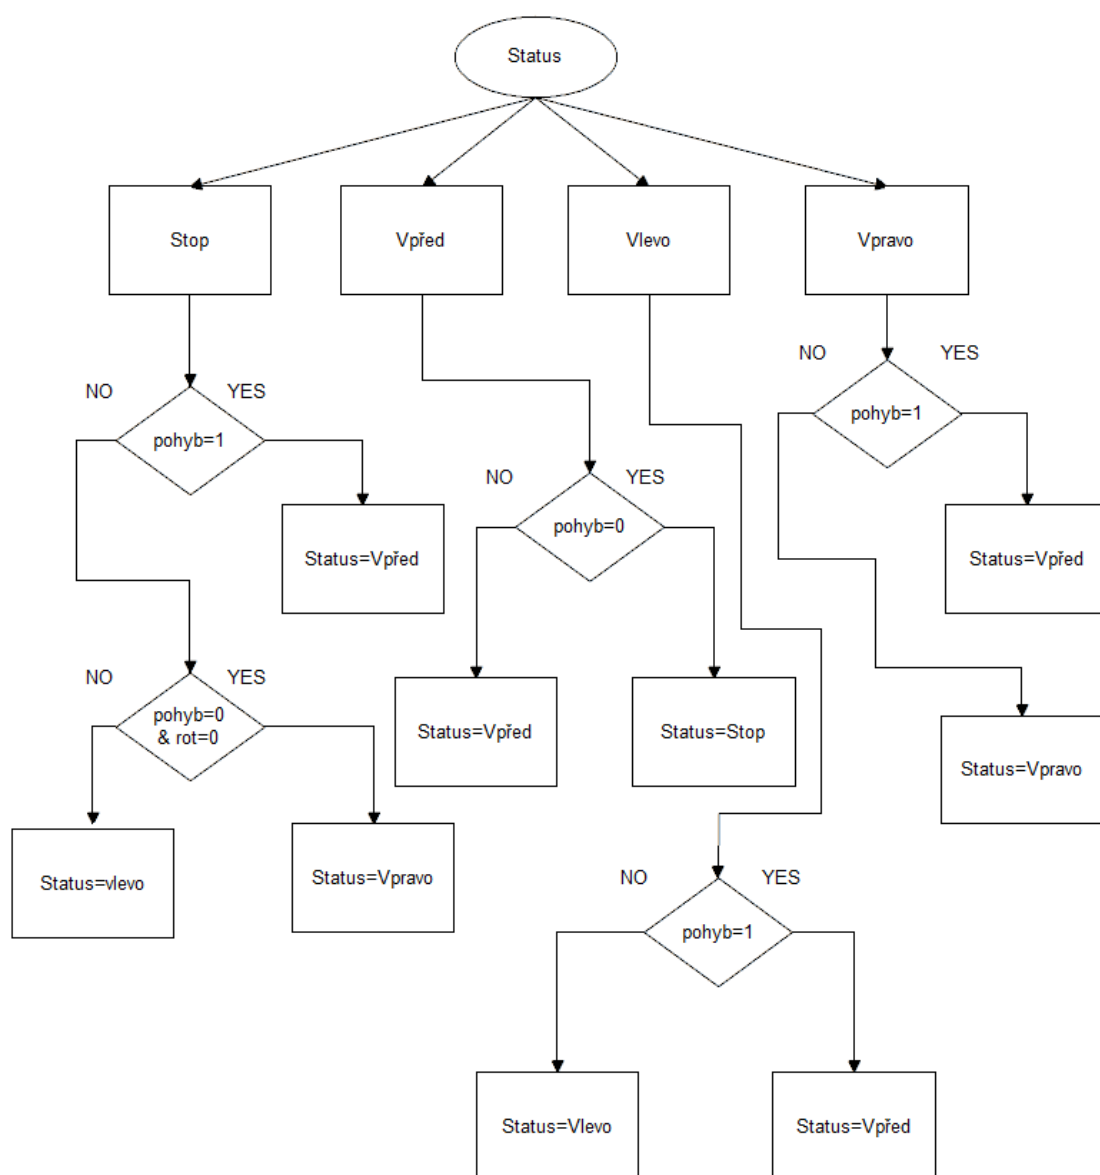 Status
Stop
Vpřed
Vlevo
Vpravo
NO
YES
pohyb=1
NO
YES
pohyb=1
NO
YES
pohyb=0
Status=Vpřed
Status=Vpřed
NO
YES
pohyb=0
& rot=0
Status=Vpřed
Status=Stop
Status=Vpravo
Status=vlevo
Status=Vpravo
NO
YES
pohyb=1
Status=Vlevo
Status=Vpřed